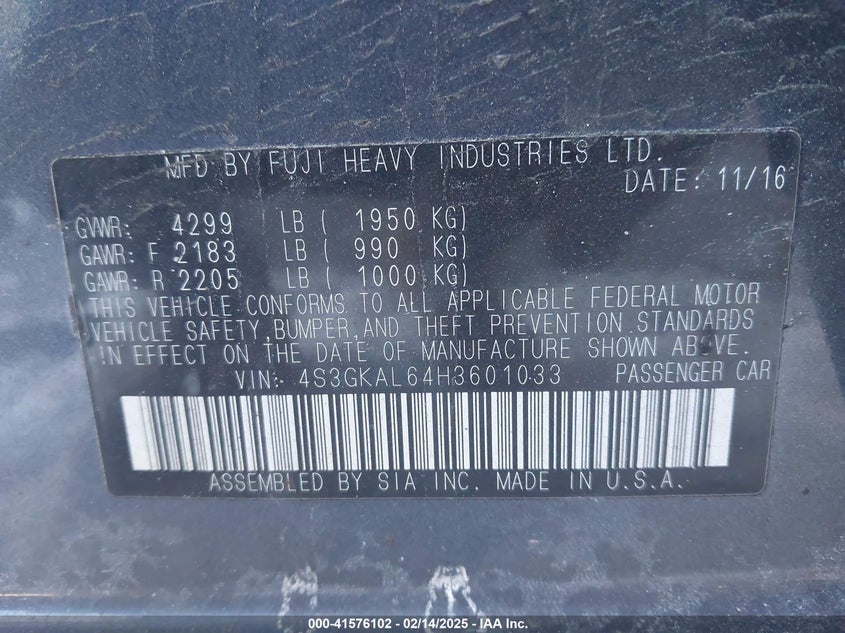 MFD BY FUJI HEAVY INDUSTRIES LTD.
DATE: 11/16
GVWR: 4299 LB ( 1950 KG)
GAWR: F 2183 LB ( 990 KG)
GAWR: R 2205 LB ( 1000 KG)
THIS VEHICLE CONFORMS TO ALL APPLICABLE FEDERAL MOTOR
VEHICLE SAFETY,BUMPER,AND THEFT PREVENTION STANDARDS
IN EFFECT ON THE DATE OF MANUFACTURE SHOWN ABOVE.
VIN: 4S3GKAL64H3601033 PASSENGER CAR
ASSEMBLED BY SIA INC. MADE IN U.S.A.
000-41576102 - 02/14/2025 - IAA Inc.